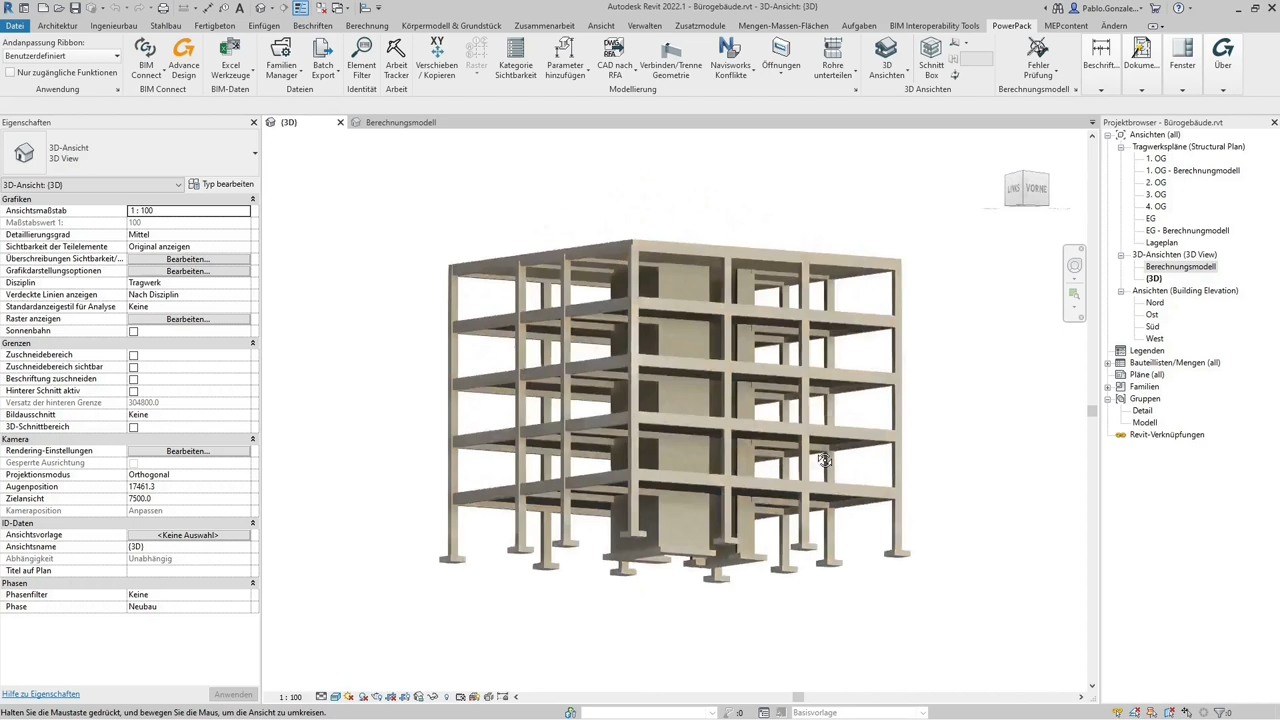 Autodesk Revit 2022.1 - Bürogebäude.rvt - 3D-Ansicht: {3D}
Pablo.Gonzale...
Datei Architektur Ingenieurbau Stahlbau Fertigteilen Einfügen Beschriftung Berechnung Körpermodell & Grundstück Zusammenarbeit Ansicht Verwalten Zusatzmodule Mengen-Massen-Flächen Aufgaben BIM Interoperability Tools PowerPack MEPcontent Ändern
Anpassung Ribbon:
Benutzerdefiniert
Nur zugängliche Funktionen
Anwendung
BIM Connect
Advance Design
BIM Connect
Excel Werkzeuge
BIM-Daten
Familien Manager
Batch Export
Dateien
Element Filter
Identität
Arbeit Tracker
Arbeit
Verschieben / Kopieren
Raster
Kategorie Sichtbarkeit
Parameter hinzufügen
CAD nach RFA
Verbinden/Trenne Geometrie
Navisworks Konflikte
Öffnungen
Rohre unterteilen
Modellierung
3D Ansichten
Schnitt Box
3D Ansichten
Fehler Prüfung
Berechnungsmodell
Beschrift...
Dokume...
Fenster
Über
Eigenschaften
3D-Ansicht
3D View
3D-Ansicht: {3D}
Typ bearbeiten
Grafiken
Ansichtsmaßstab 1 : 100
Maßstabswert 1: 100
Detaillierungsgrad Mittel
Sichtbarkeit der Teilelemente Original anzeigen
Überschreibungen Sichtbarkeit/... Bearbeiten...
Grafikdarstellungsoptionen Bearbeiten...
Disziplin Tragwerk
Verdeckte Linien anzeigen Nach Disziplin
Standardanzeigestil für Analyse Keine
Raster anzeigen Bearbeiten...
Sonnenbahn
Grenzen
Zuschneidebereich
Zuschneidebereich sichtbar
Beschriftung zuschneiden
Hinterer Schnitt aktiv
Versatz der hinteren Grenze 304800.0
Bildausschnitt Keine
3D-Schnittbereich
Kamera
Rendering-Einstellungen Bearbeiten...
Gesperrte Ausrichtung
Projektionsmodus Orthogonal
Augenposition 17461.3
Zielansicht 7500.0
Kameraposition Anpassen
ID-Daten
Ansichtsvorlage <Keine Auswahl>
Ansichtsname {3D}
Abhängigkeit Unabhängig
Titel auf Plan
Phasen
Phasenfilter Keine
Phase Neubau
Hilfe zu Eigenschaften
Anwenden
{3D}
Berechnungsmodell
LINKS
VORNE
Projektbrowser - Bürogebäude.rvt
Ansichten (all)
Tragwerkspläne (Structural Plan)
1. OG
1. OG - Berechnungmodell
2. OG
3. OG
4. OG
EG
EG - Berechnungmodell
Lageplan
3D-Ansichten (3D View)
Berechnungsmodell
{3D}
Ansichten (Building Elevation)
Nord
Ost
Süd
West
Legenden
Bauteillisten/Mengen (all)
Pläne (all)
Familien
Gruppen
Detail
Modell
Revit-Verknüpfungen
1 : 100
Halten Sie die Maustaste gedrückt, und bewegen Sie die Maus, um die Ansicht zu umkreisen.
:0
Basisvorlage
:0